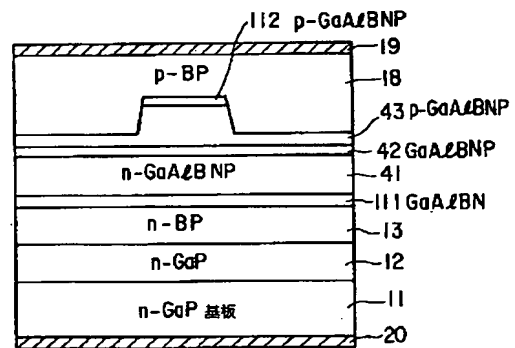 112 p-GaAℓBNP
19
p-BP
18
43 p-GaAℓBNP
42 GaAℓBNP
n-GaAℓBNP
41
111 GaAℓBN
n-BP
13
n-GaP
12
n-GaP 基板
11
20